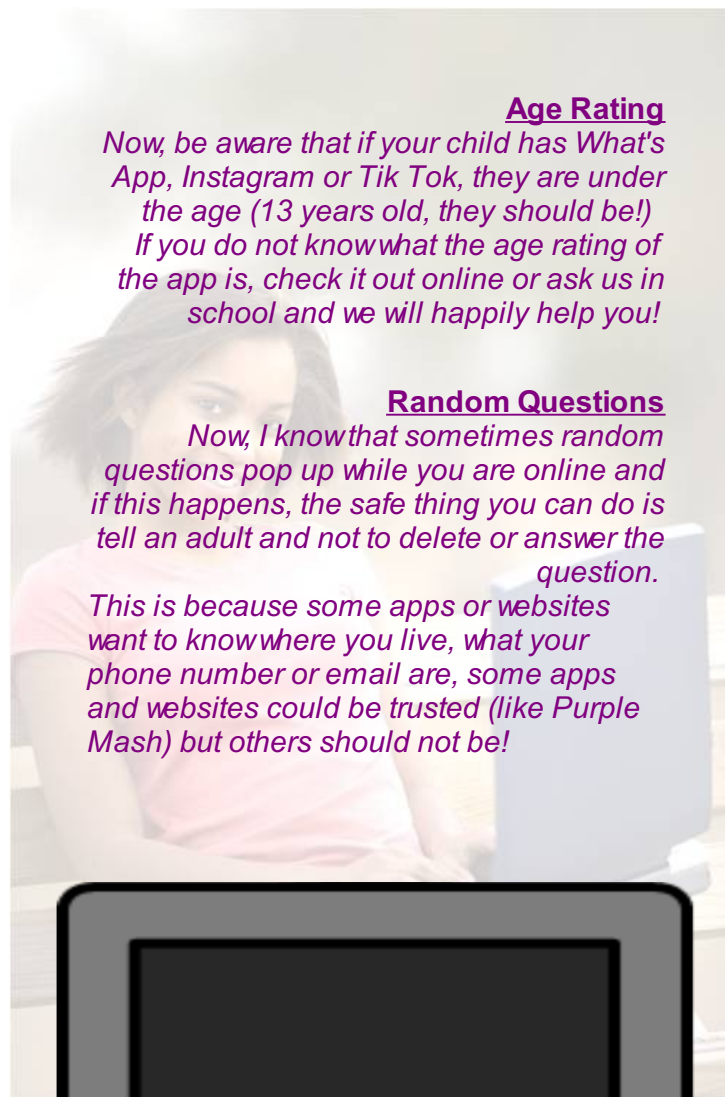 Age Rating
Now, be aware that if your child has What's
App, Instagram or Tik Tok, they are under
the age (13 years old, they should be!)
If you do not know what the age rating of
the app is, check it out online or ask us in
school and we will happily help you!
Random Questions
Now, I know that sometimes random
questions pop up while you are online and
if this happens, the safe thing you can do is
tell an adult and not to delete or answer the
question.
This is because some apps or websites
want to know where you live, what your
phone number or email are, some apps
and websites could be trusted (like Purple
Mash) but others should not be!